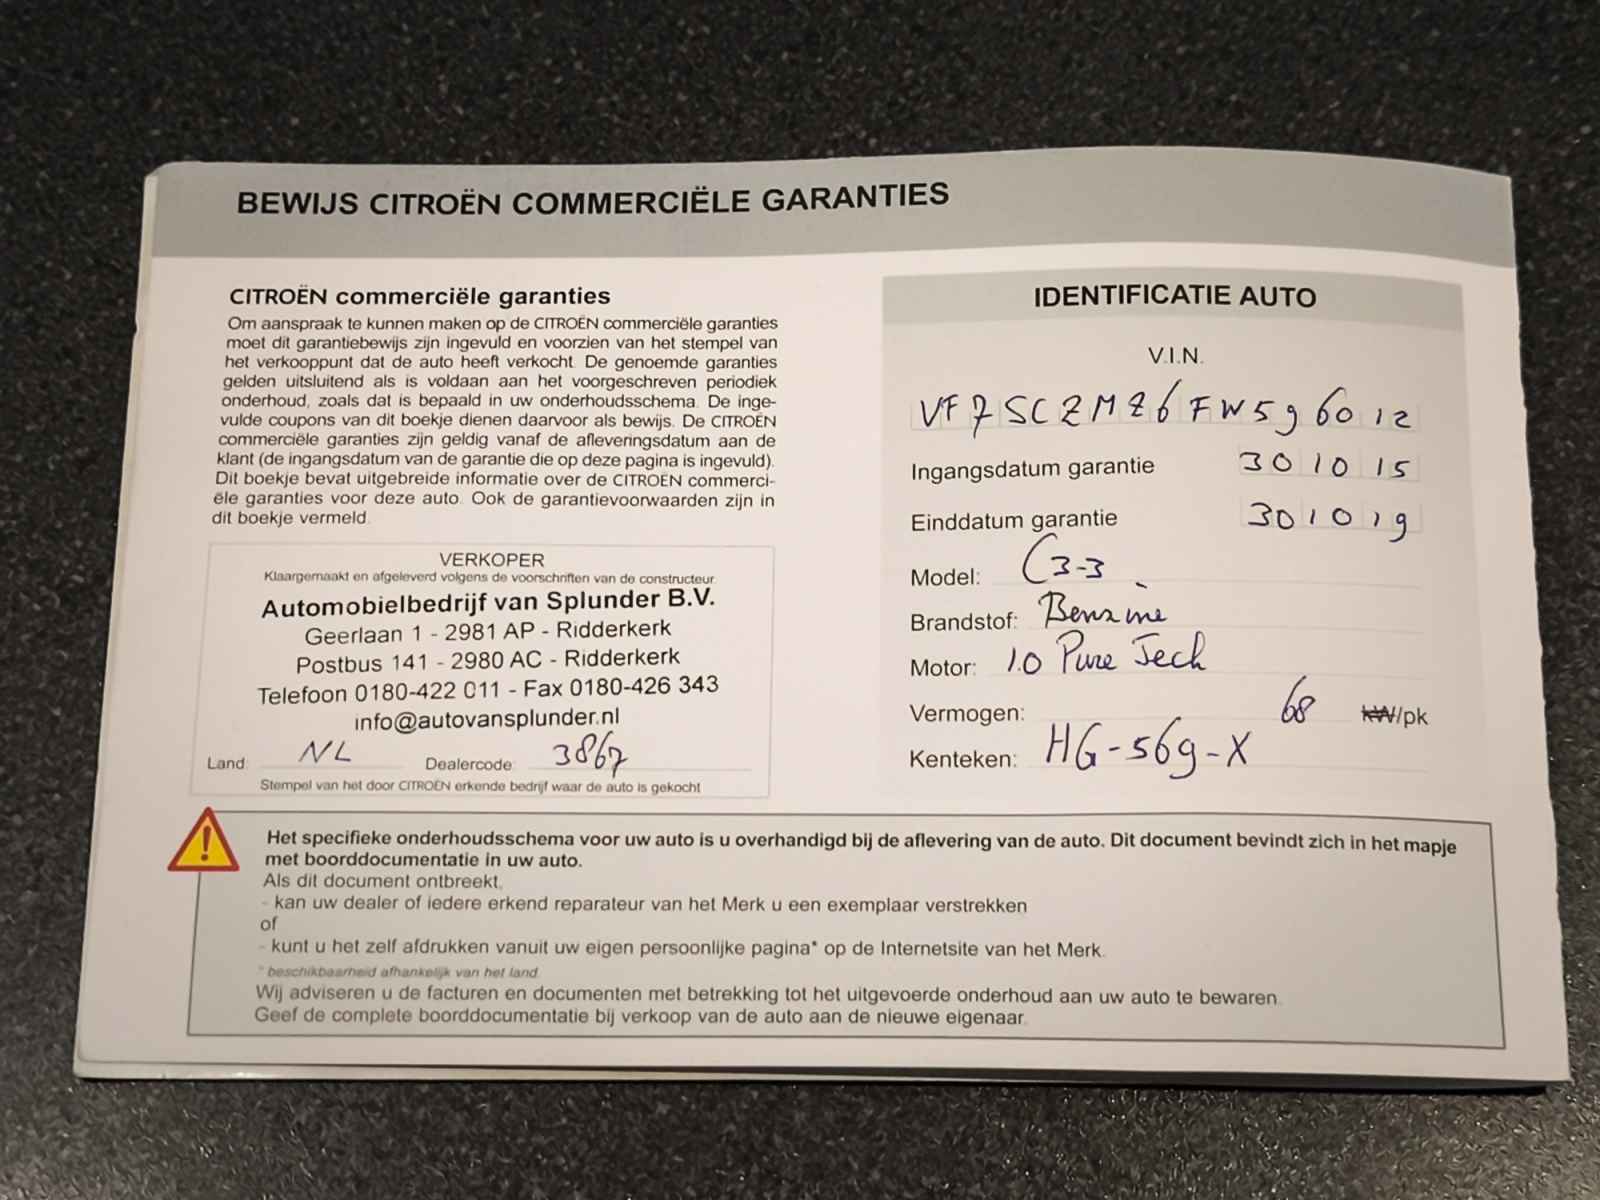 BEWIJS CITROËN COMMERCIËLE GARANTIES
CITROËN commerciële garanties
Om aanspraak te kunnen maken op de CITROËN commerciële garanties
moet dit garantiebewijs zijn ingevuld en voorzien van het stempel van
het verkooppunt dat de auto heeft verkocht. De genoemde garanties
gelden uitsluitend als is voldaan aan het voorgeschreven periodiek
onderhoud, zoals dat is bepaald in uw onderhoudsschema. De inge-
vulde coupons van dit boekje dienen daarvoor als bewijs. De CITROËN
commerciële garanties zijn geldig vanaf de afleveringsdatum aan de
klant (de ingangsdatum van de garantie die op deze pagina is ingevuld).
Dit boekje bevat uitgebreide informatie over de CITROËN commerci-
ële garanties voor deze auto. Ook de garantievoorwaarden zijn in
dit boekje vermeld.
VERKOPER
Klaargemaakt en afgeleverd volgens de voorschriften van de constructeur.
Automobielbedrijf van Splunder B.V.
Geerlaan 1 - 2981 AP - Ridderkerk
Postbus 141 - 2980 AC - Ridderkerk
Telefoon 0180-422 011 - Fax 0180-426 343
info@autovansplunder.nl
Land: NL Dealercode: 3867
Stempel van het door CITROËN erkende bedrijf waar de auto is gekocht
IDENTIFICATIE AUTO
V.I.N.
VF7SCZMZ6FW596012
Ingangsdatum garantie 301015
Einddatum garantie 301019
Model: C3-3
Brandstof: Benzine
Motor: 1.0 PureTech
Vermogen: 68 kW/pk
Kenteken: HG-569-X
Het specifieke onderhoudsschema voor uw auto is u overhandigd bij de aflevering van de auto. Dit document bevindt zich in het mapje
met boorddocumentatie in uw auto.
Als dit document ontbreekt,
- kan uw dealer of iedere erkend reparateur van het Merk u een exemplaar verstrekken
of
- kunt u het zelf afdrukken vanuit uw eigen persoonlijke pagina* op de Internetsite van het Merk.
* beschikbaarheid afhankelijk van het land.
Wij adviseren u de facturen en documenten met betrekking tot het uitgevoerde onderhoud aan uw auto te bewaren.
Geef de complete boorddocumentatie bij verkoop van de auto aan de nieuwe eigenaar.